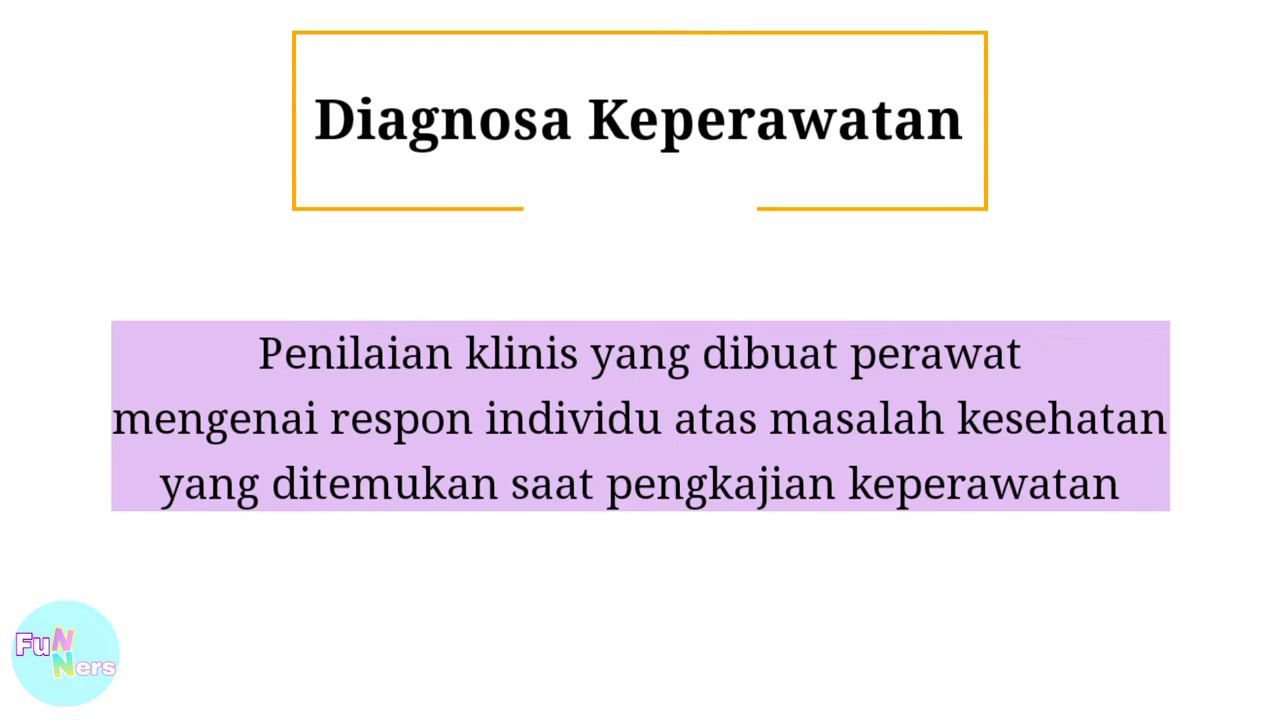 Diagnosa Keperawatan
Penilaian klinis yang dibuat perawat
mengenai respon individu atas masalah kesehatan
yang ditemukan saat pengkajian keperawatan
FuN
Ners